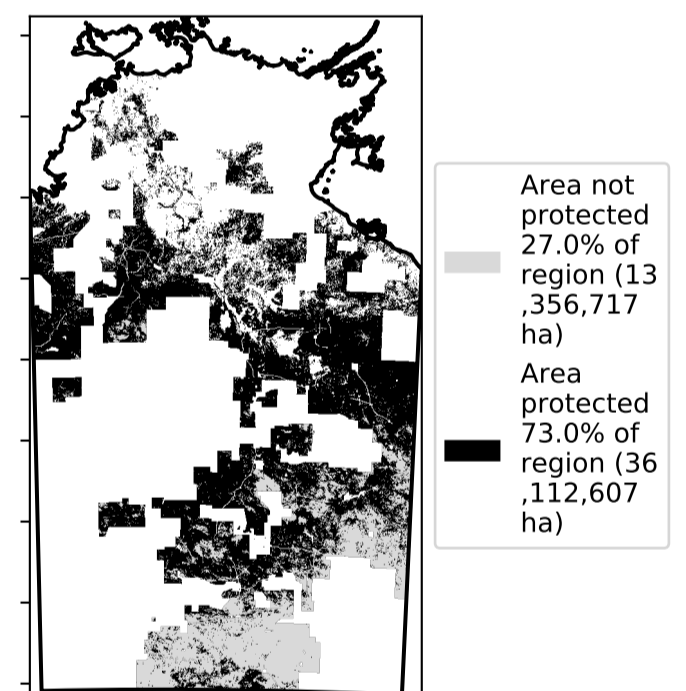 Area not
protected
27.0% of
region (13
,356,717
ha)
Area
protected
73.0% of
region (36
,112,607
ha)